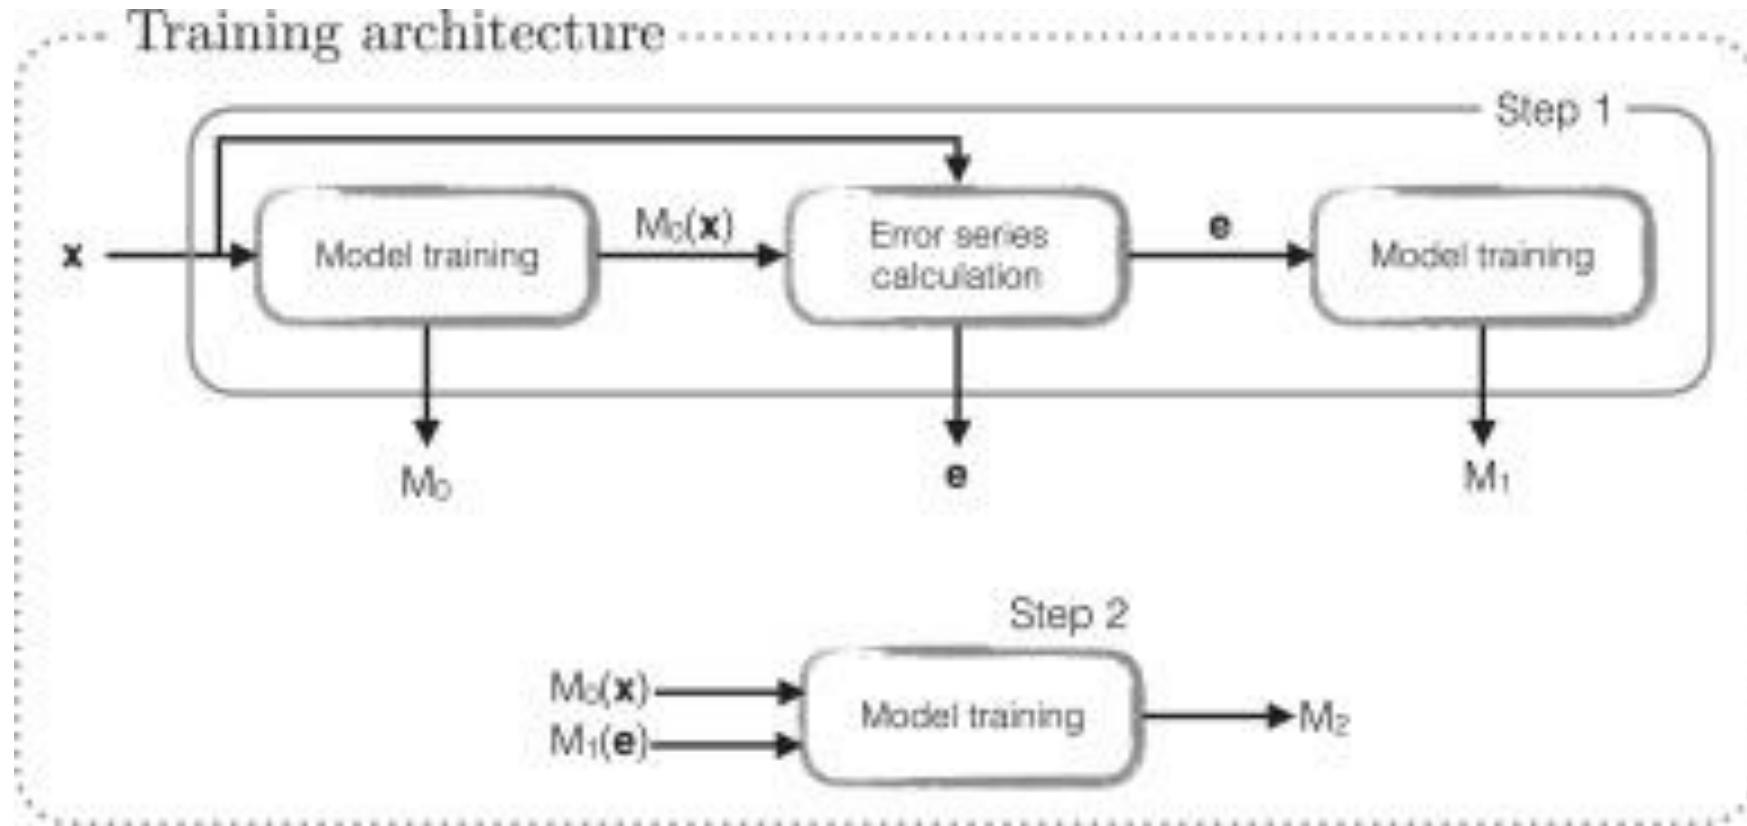 Training architecture
Step 1
x
Model training
M₀(x)
Error series
calculation
e
Model training
M₀
e
M₁
Step 2
M₀(x)
M₁(e)
Model training
M₂